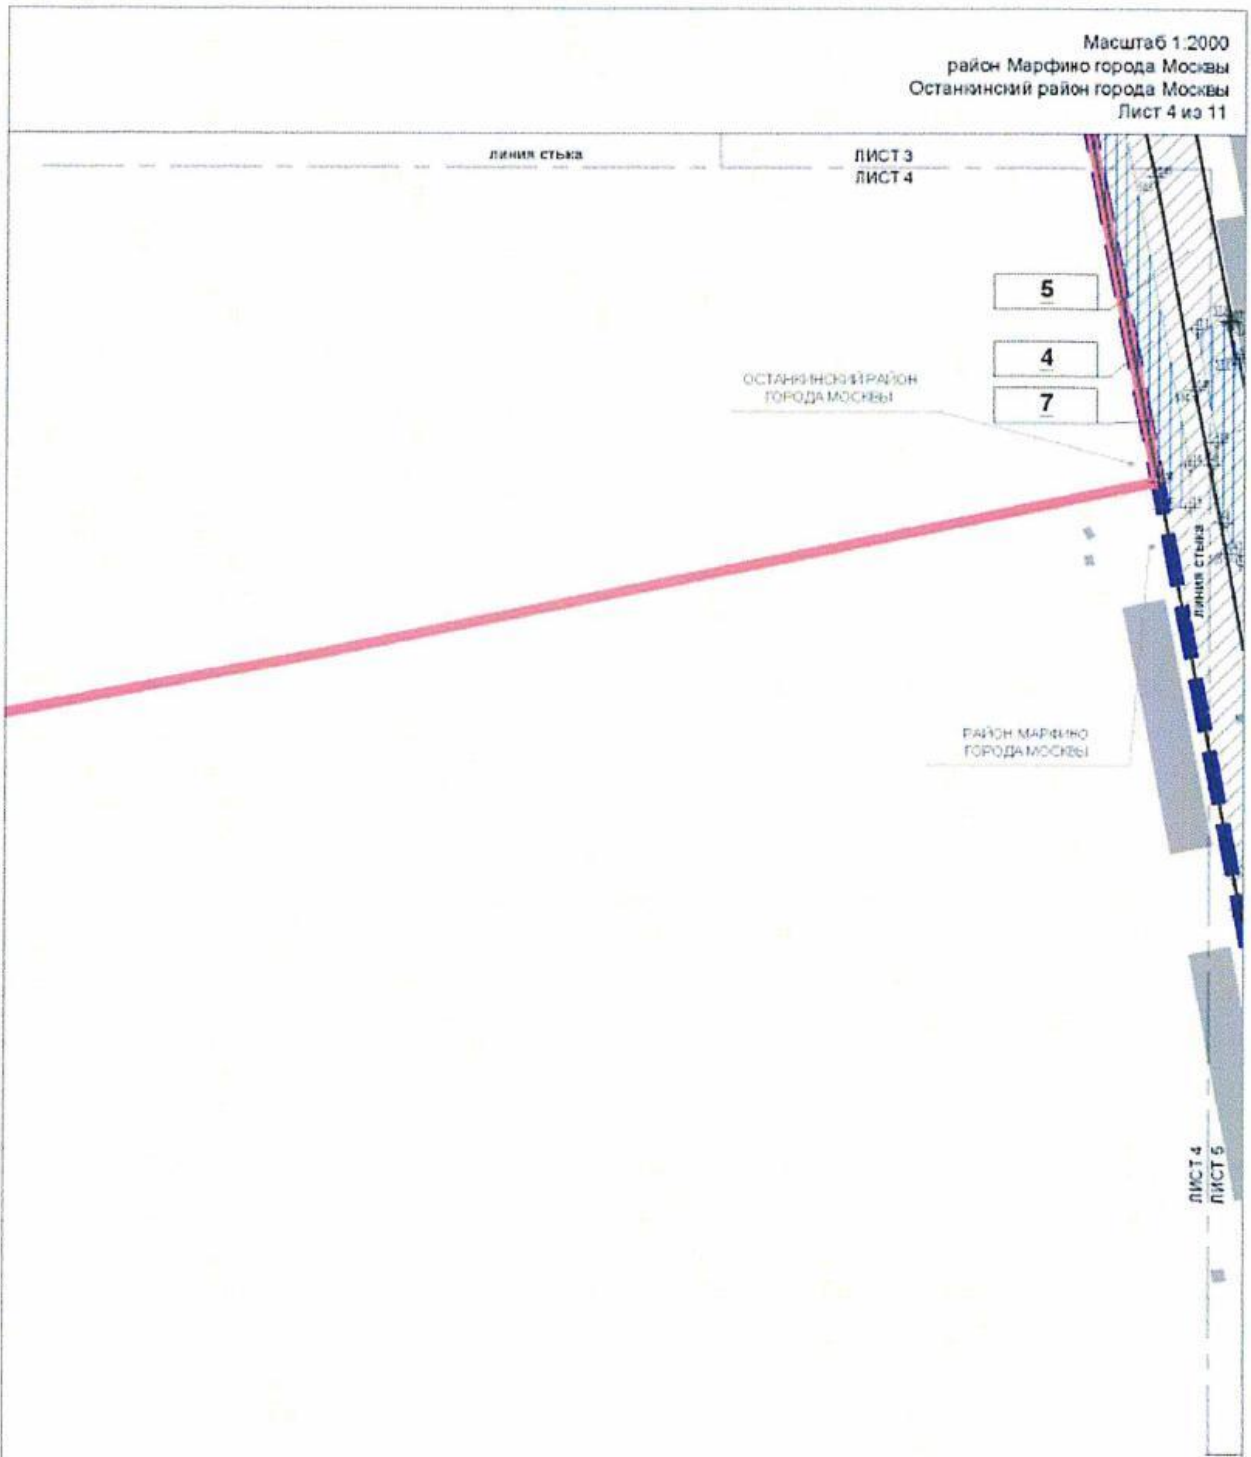 Масштаб 1:2000
район Марфино города Москвы
Останкинский район города Москвы
Лист 4 из 11
линия стыка
ЛИСТ 3
ЛИСТ 4
5
4
7
ОСТАНКИНСКИЙ РАЙОН
ГОРОДА МОСКВЫ
линия стыка
РАЙОН МАРФИНО
ГОРОДА МОСКВЫ
ЛИСТ 4
ЛИСТ 5